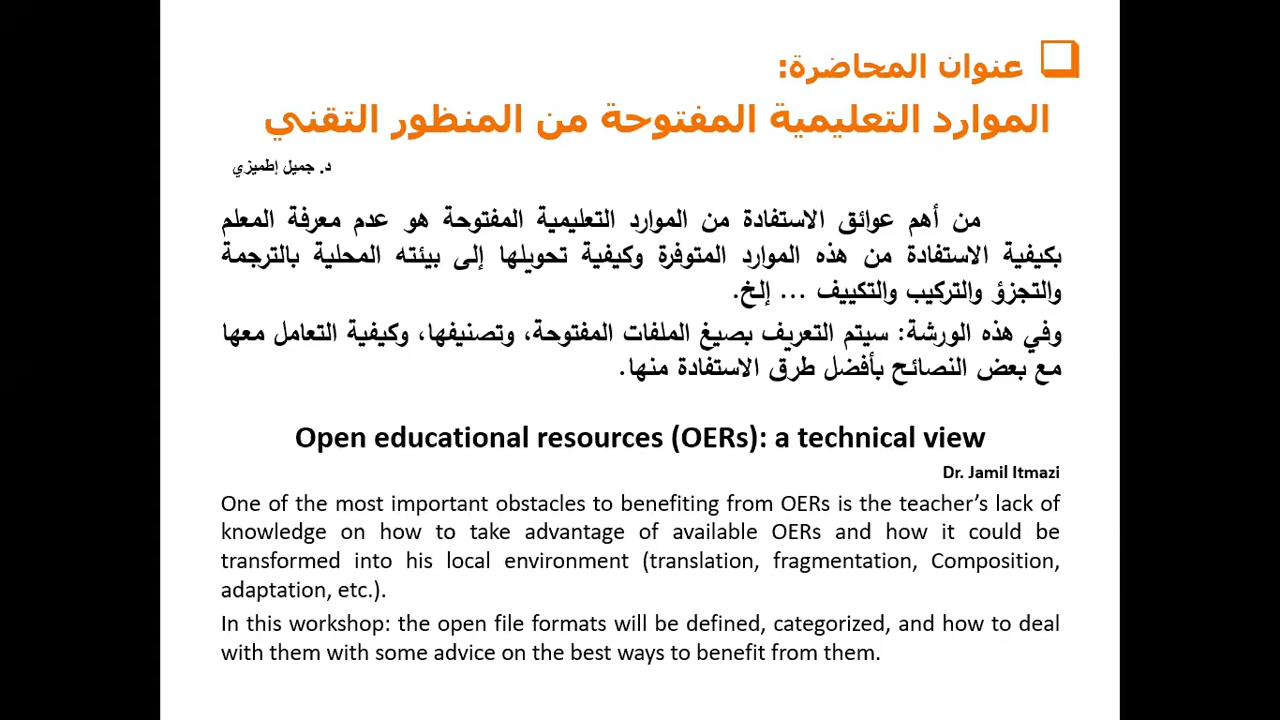 عنوان المحاضرة:
الموارد التعليمية المفتوحة من المنظور التقني
د. جميل إطميزي
من أهم عوائق الاستفادة من الموارد التعليمية المفتوحة هو عدم معرفة المعلم
بكيفية الاستفادة من هذه الموارد المتوفرة وكيفية تحويلها إلى بيئته المحلية بالترجمة
والتجزؤ والتركيب والتكييف ... إلخ.
وفي هذه الورشة: سيتم التعريف بصيغ الملفات المفتوحة، وتصنيفها، وكيفية التعامل معها
مع بعض النصائح بأفضل طرق الاستفادة منها.
Open educational resources (OERs): a technical view
Dr. Jamil Itmazi
One of the most important obstacles to benefiting from OERs is the teacher’s lack of
knowledge on how to take advantage of available OERs and how it could be
transformed into his local environment (translation, fragmentation, Composition,
adaptation, etc.).
In this workshop: the open file formats will be defined, categorized, and how to deal
with them with some advice on the best ways to benefit from them.